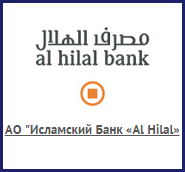 مصرف الهلال
al hilal bank
АО "Исламский Банк «Al Hilal»